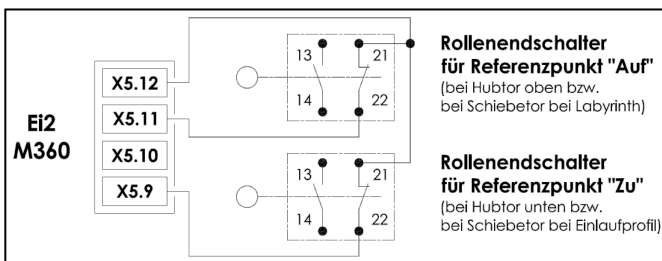 Ei2
M360
X5.12
X5.11
X5.10
X5.9
13 21
14 22
Rollenendschalter
für Referenzpunkt "Auf"
(bei Hubtor oben bzw.
bei Schiebetor bei Labyrinth)
13 21
14 22
Rollenendschalter
für Referenzpunkt "Zu"
(bei Hubtor unten bzw.
bei Schiebetor bei Einlaufprofil)